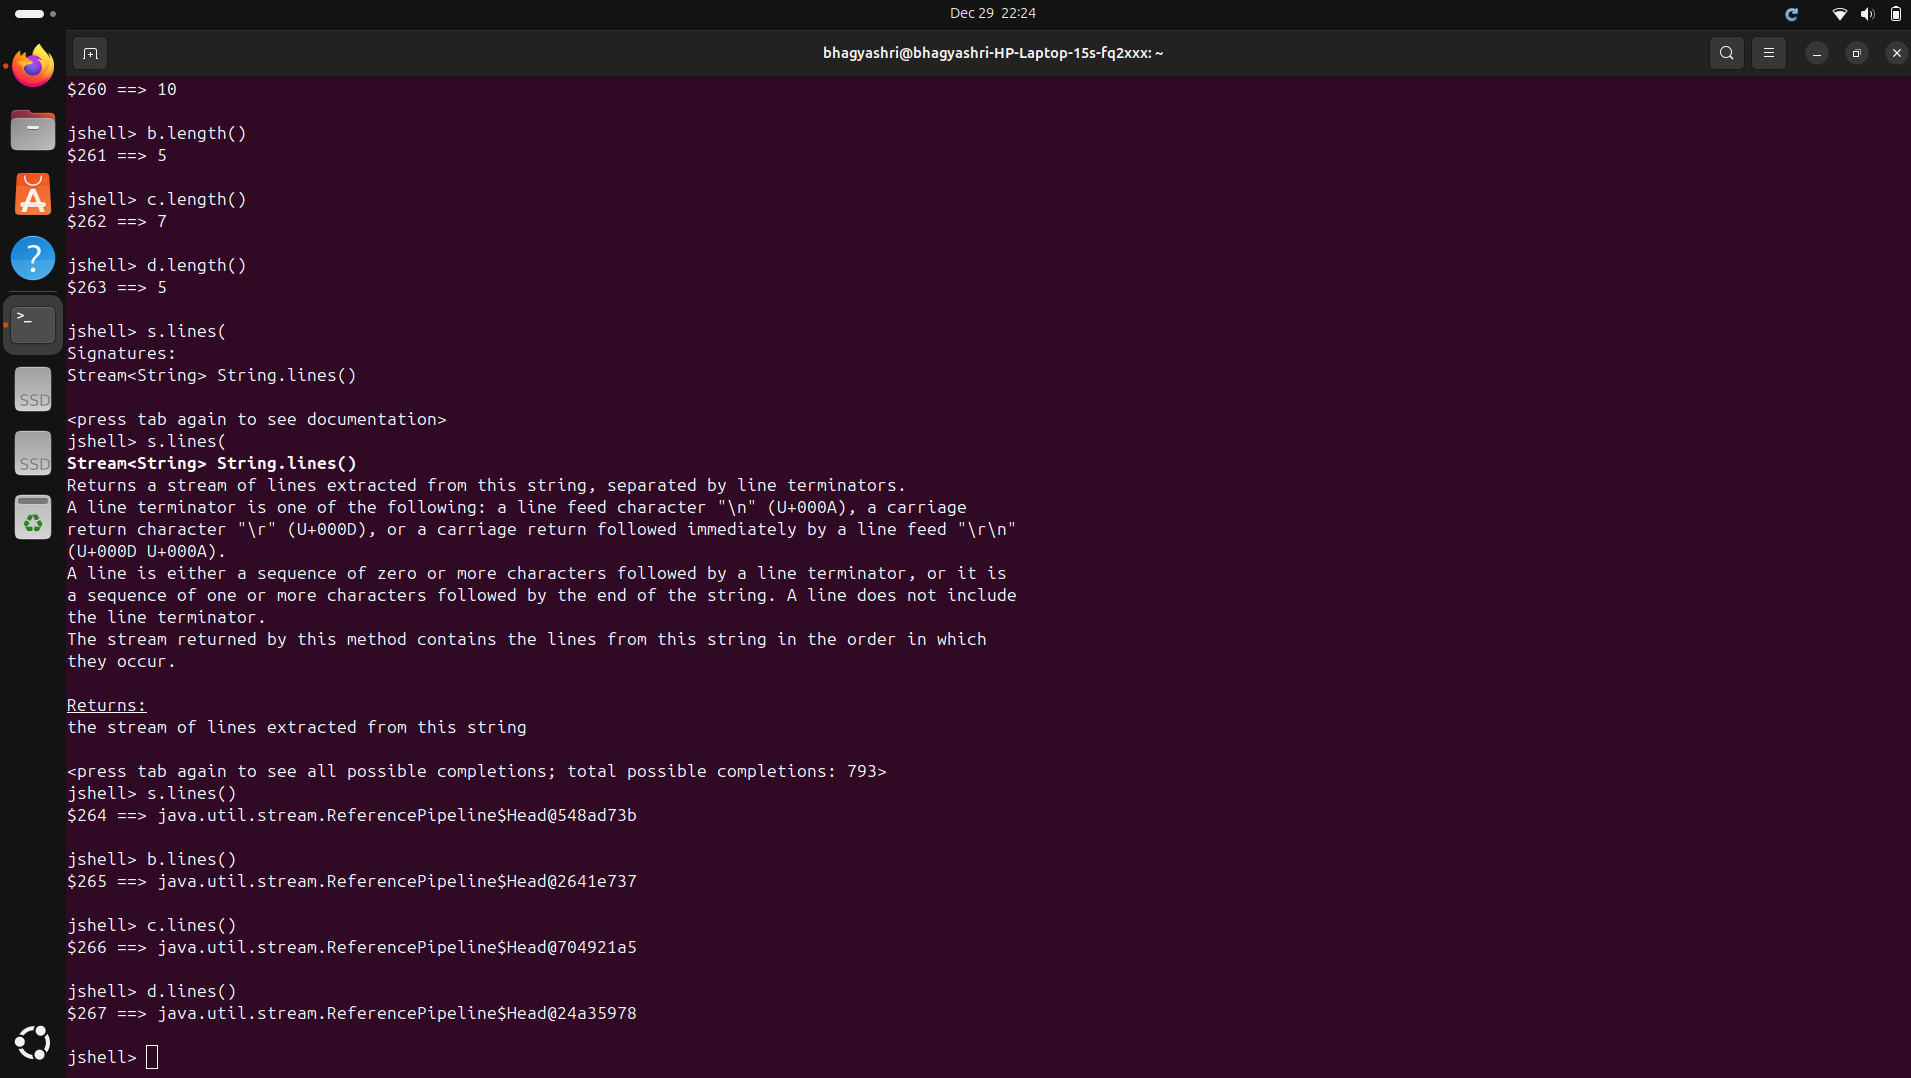 Dec 29 22:24
bhagyashri@bhagyashri-HP-Laptop-15s-fq2xxx: ~
$260 ==> 10
jshell> b.length()
$261 ==> 5
jshell> c.length()
$262 ==> 7
jshell> d.length()
$263 ==> 5
jshell> s.lines(
Signatures:
Stream<String> String.lines()
<press tab again to see documentation>
jshell> s.lines(
Stream<String> String.lines()
Returns a stream of lines extracted from this string, separated by line terminators.
A line terminator is one of the following: a line feed character "\n" (U+000A), a carriage
return character "\r" (U+000D), or a carriage return followed immediately by a line feed "\r\n"
(U+000D U+000A).
A line is either a sequence of zero or more characters followed by a line terminator, or it is
a sequence of one or more characters followed by the end of the string. A line does not include
the line terminator.
The stream returned by this method contains the lines from this string in the order in which
they occur.
Returns:
the stream of lines extracted from this string
<press tab again to see all possible completions; total possible completions: 793>
jshell> s.lines()
$264 ==> java.util.stream.ReferencePipeline$Head@548ad73b
jshell> b.lines()
$265 ==> java.util.stream.ReferencePipeline$Head@2641e737
jshell> c.lines()
$266 ==> java.util.stream.ReferencePipeline$Head@704921a5
jshell> d.lines()
$267 ==> java.util.stream.ReferencePipeline$Head@24a35978
jshell>
?
>_
SSD
SSD